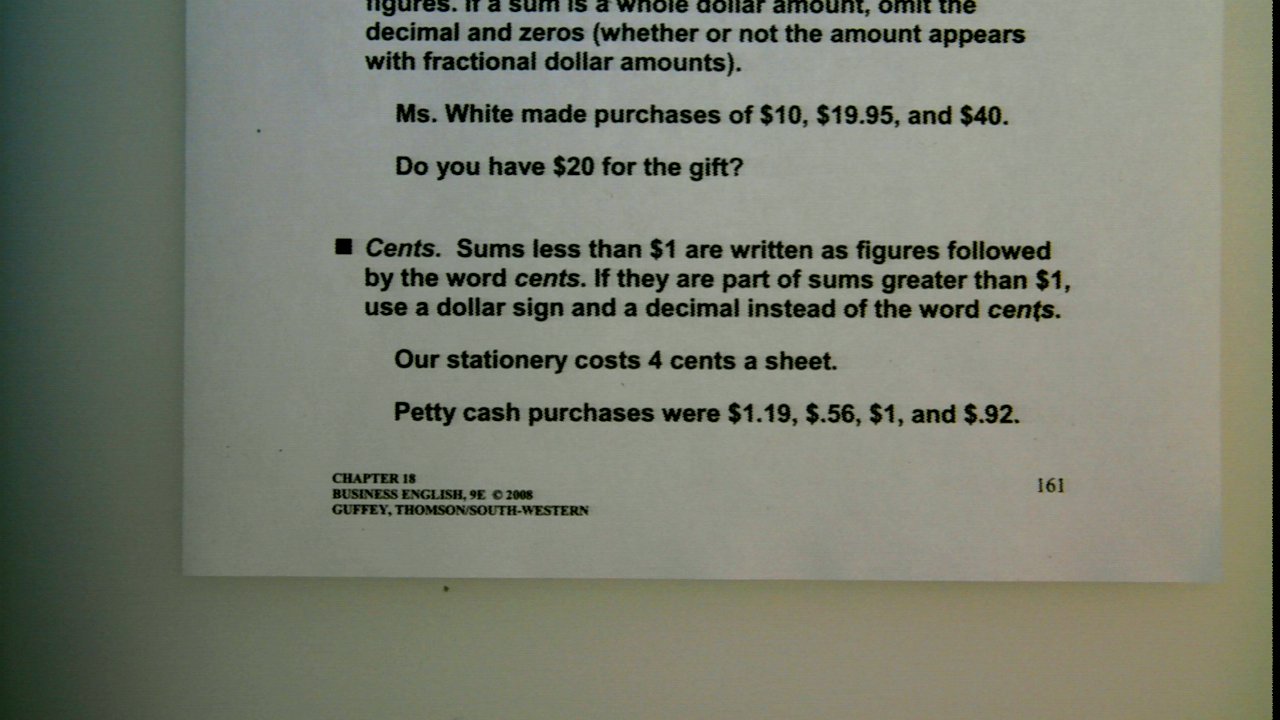 figures. If a sum is a whole dollar amount, omit the
decimal and zeros (whether or not the amount appears
with fractional dollar amounts).
Ms. White made purchases of $10, $19.95, and $40.
Do you have $20 for the gift?
■ Cents. Sums less than $1 are written as figures followed
by the word cents. If they are part of sums greater than $1,
use a dollar sign and a decimal instead of the word cents.
Our stationery costs 4 cents a sheet.
Petty cash purchases were $1.19, $.56, $1, and $.92.
CHAPTER 18
BUSINESS ENGLISH, 9E © 2008
GUFFEY, THOMSON/SOUTH-WESTERN
161